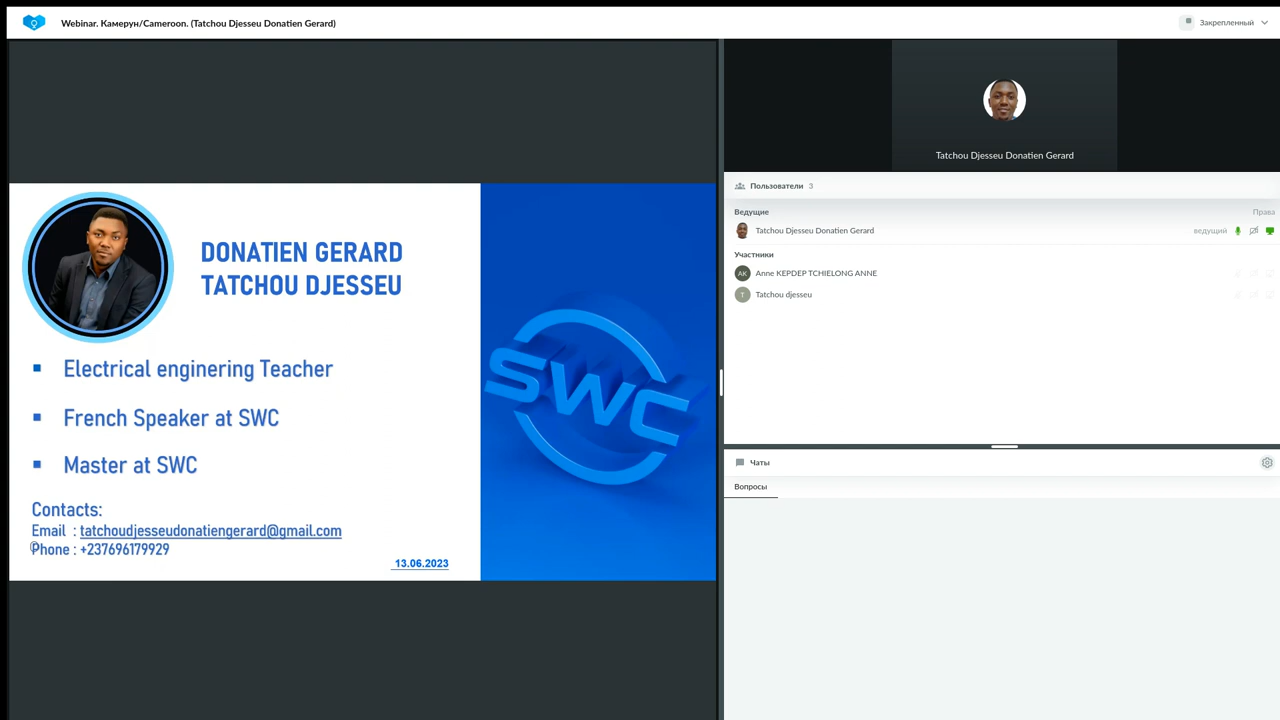 Webinar. Камерун/Cameroon. (Tatchou Djesseu Donatien Gerard)
Закрепленный
DONATIEN GERARD
TATCHOU DJESSEU
Electrical enginering Teacher
French Speaker at SWC
Master at SWC
Contacts:
Email : tatchoudjesseudonatiengerard@gmail.com
Phone : +237696179929
13.06.2023
SWC
Tatchou Djesseu Donatien Gerard
Пользователи 3
Ведущие Права
Tatchou Djesseu Donatien Gerard ведущий
Участники
AK Anne KEPDEP TCHIELONG ANNE
T Tatchou djesseu
Чаты
Вопросы